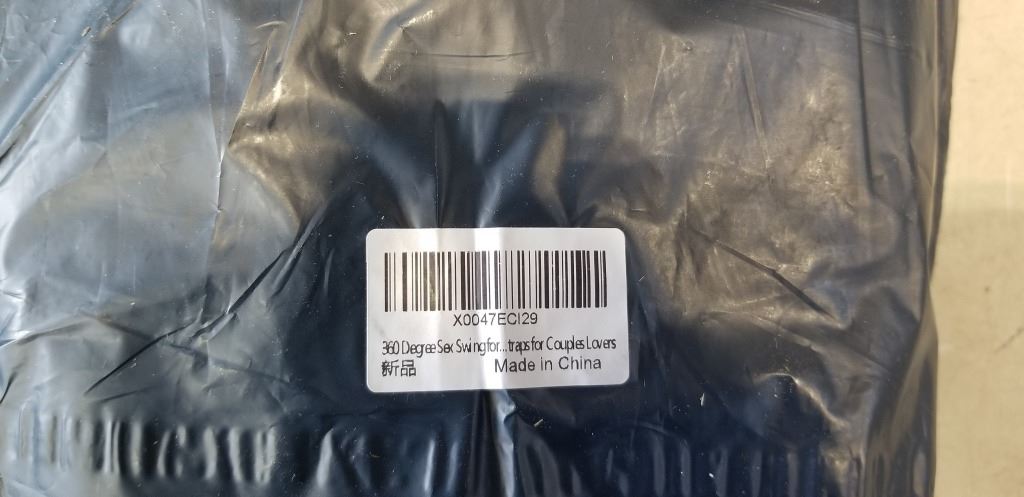 X0047ECI29
360 Degree Sex Swing for...traps for Couples Lovers
新品 Made in China